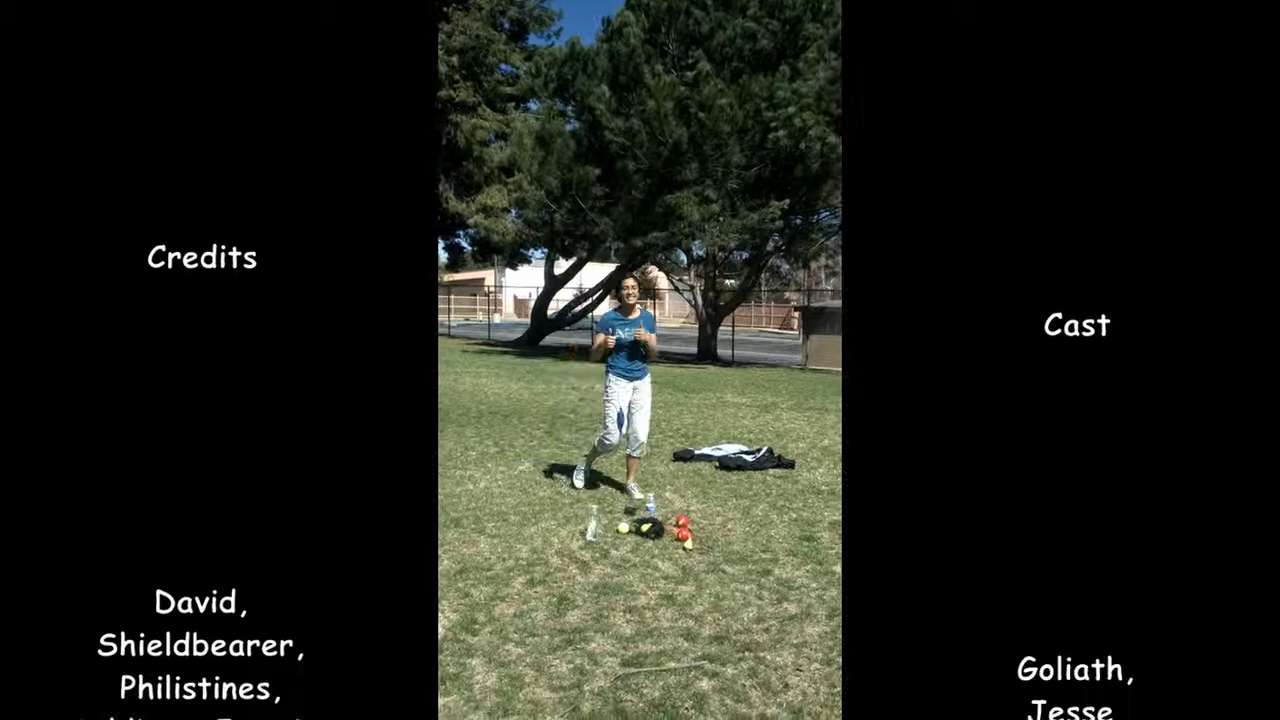 Credits
Cast
David,
Shieldbearer,
Philistines,
Goliath,
Jesse